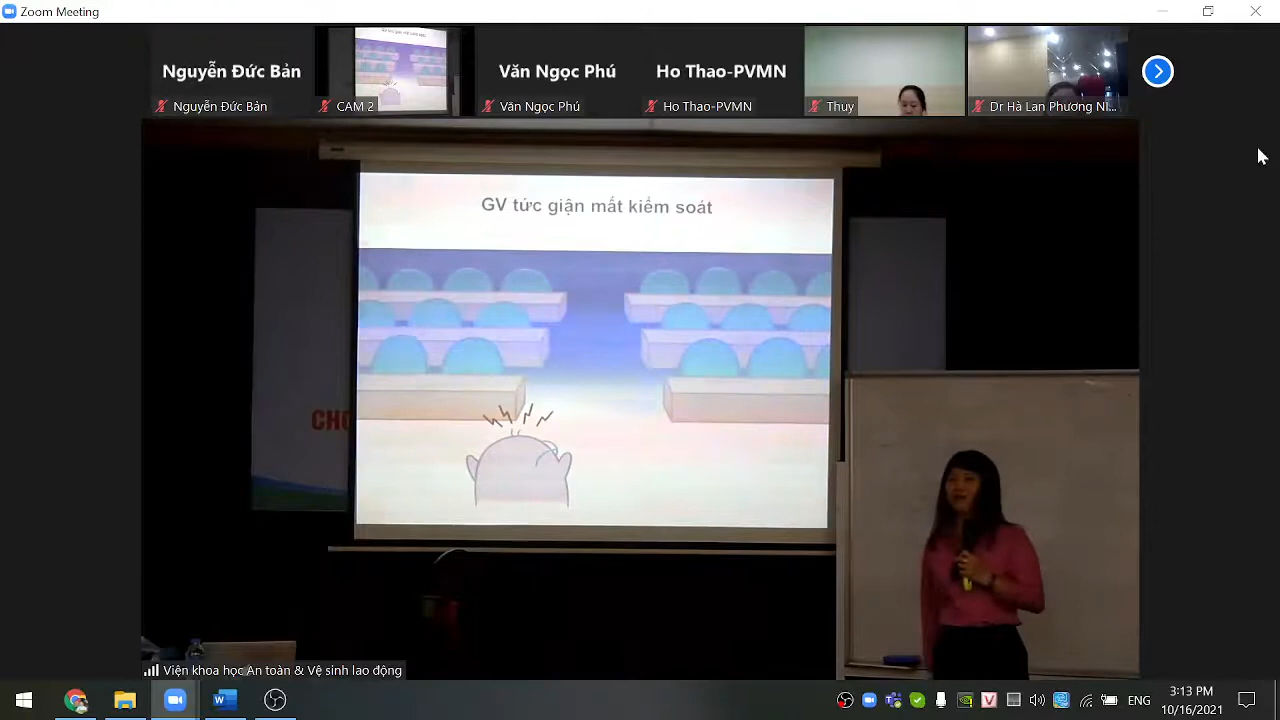 Zoom Meeting
Nguyễn Đức Bản
Nguyễn Đức Bản
CAM 2
Văn Ngọc Phú
Văn Ngọc Phú
Ho Thao-PVMN
Ho Thao-PVMN
Thuy
Dr Hà Lan Phương NI...
GV tức giận mất kiểm soát
CHO
Viện khoa học An toàn & Vệ sinh lao động
ENG
3:13 PM
10/16/2021